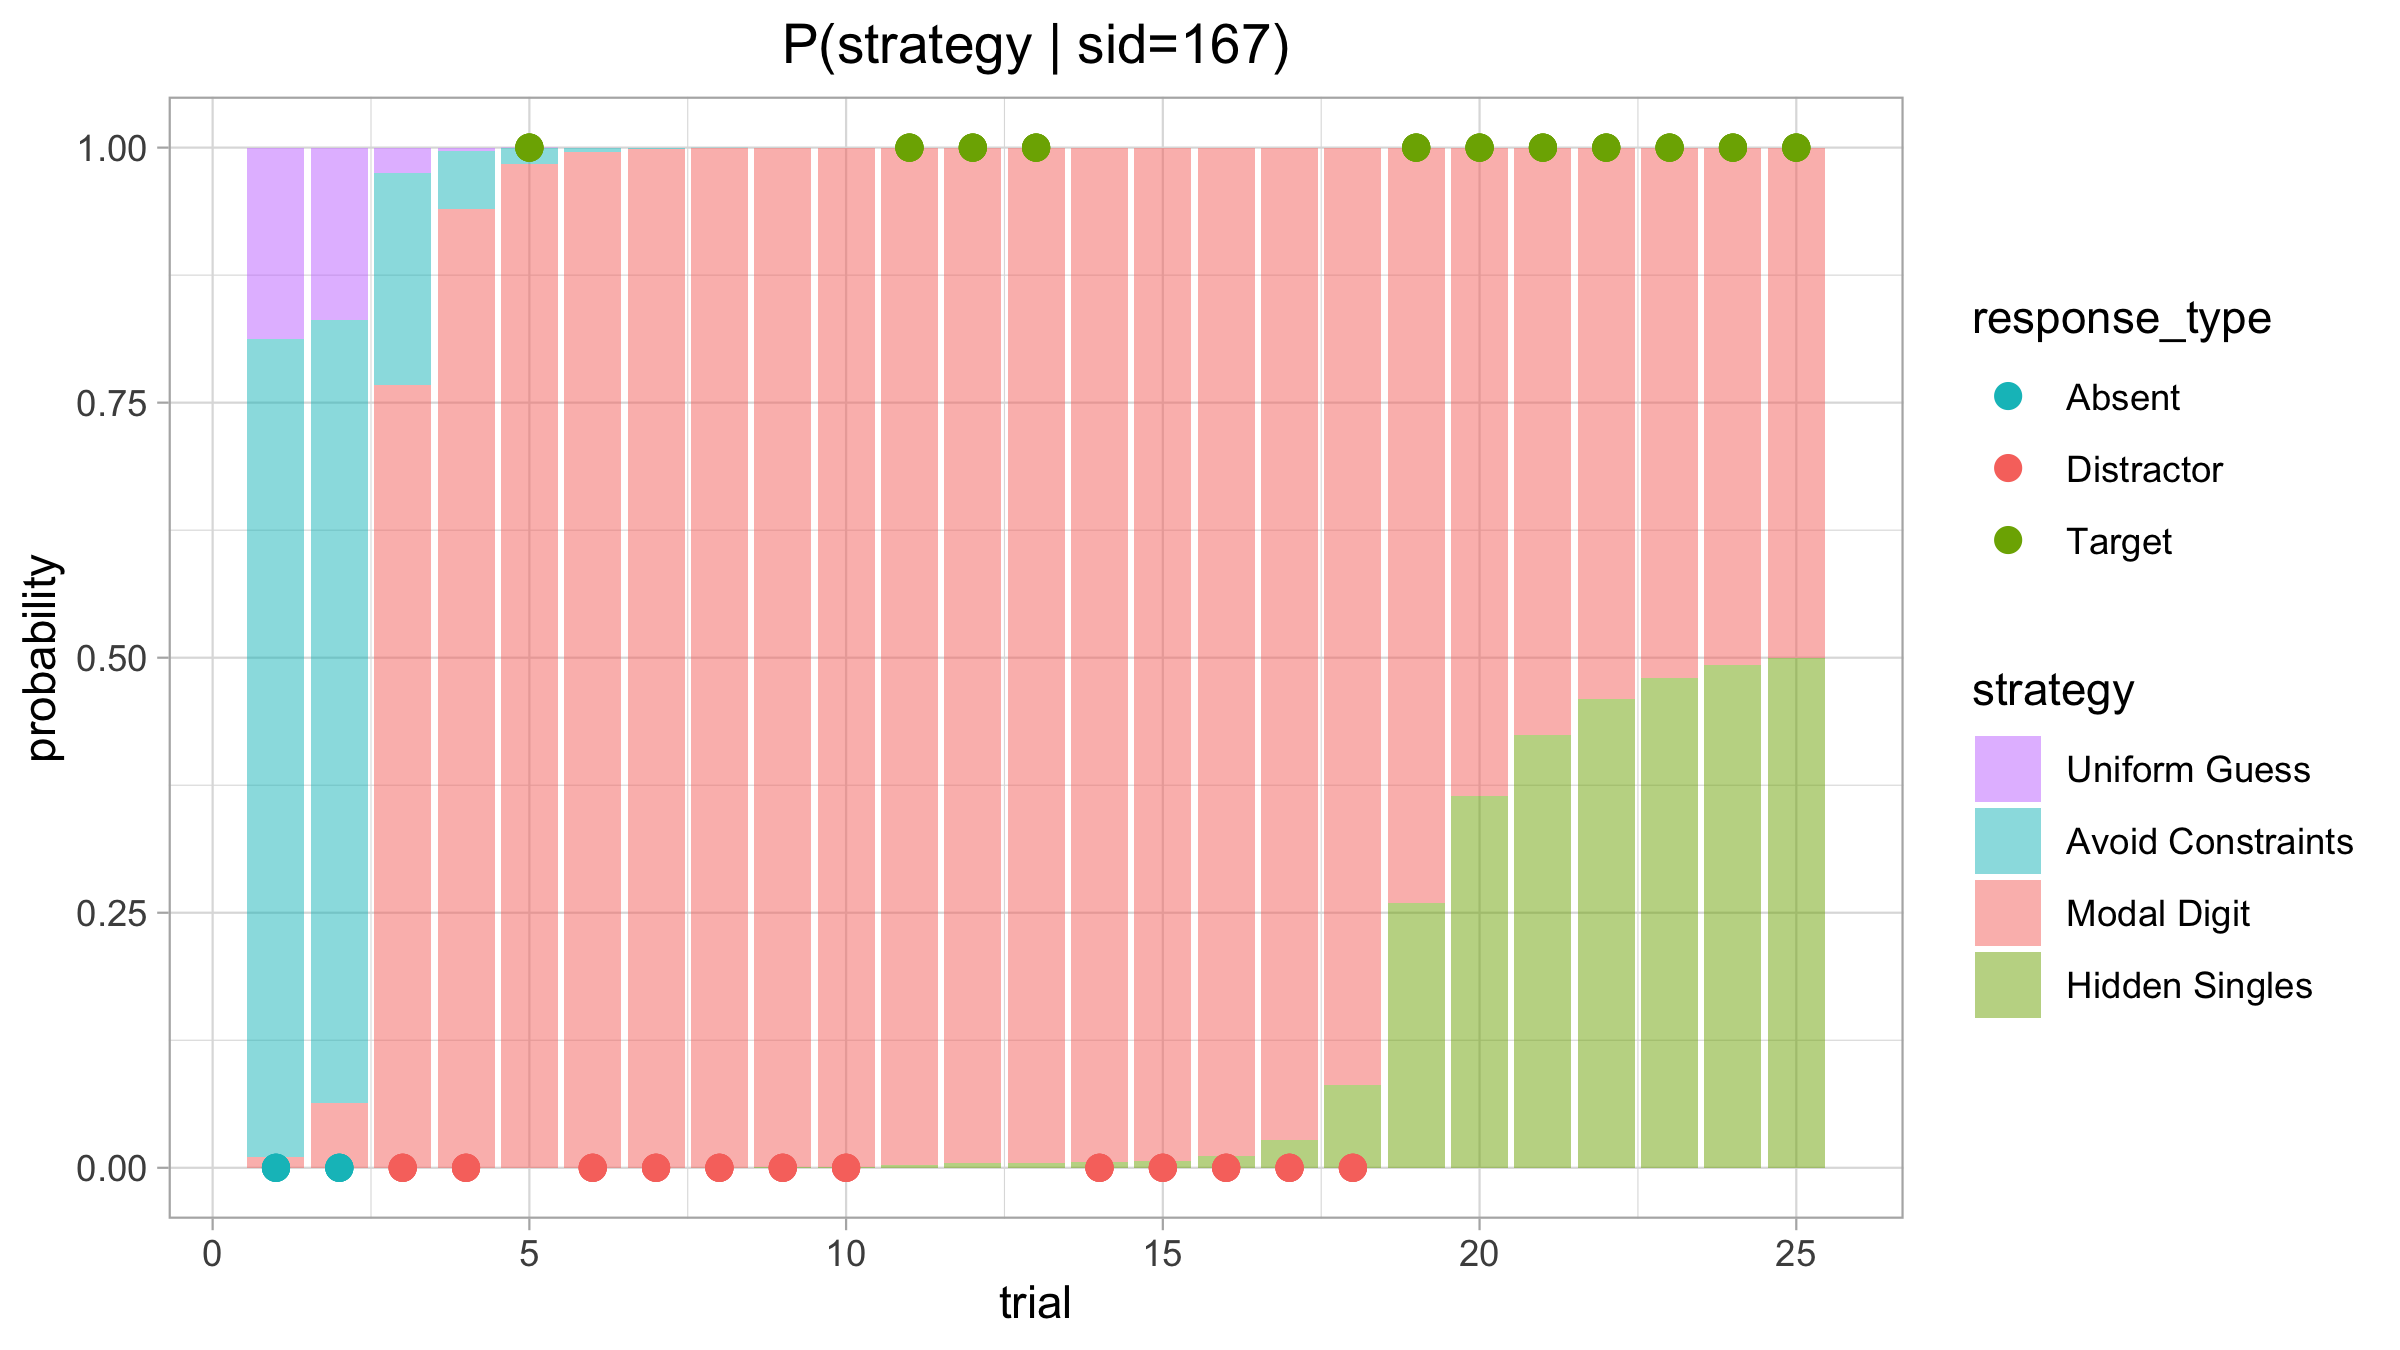 P(strategy | sid=167)
probability
1.00
0.75
0.50
0.25
0.00
0 5 10 15 20 25
trial
response_type
Absent
Distractor
Target
strategy
Uniform Guess
Avoid Constraints
Modal Digit
Hidden Singles